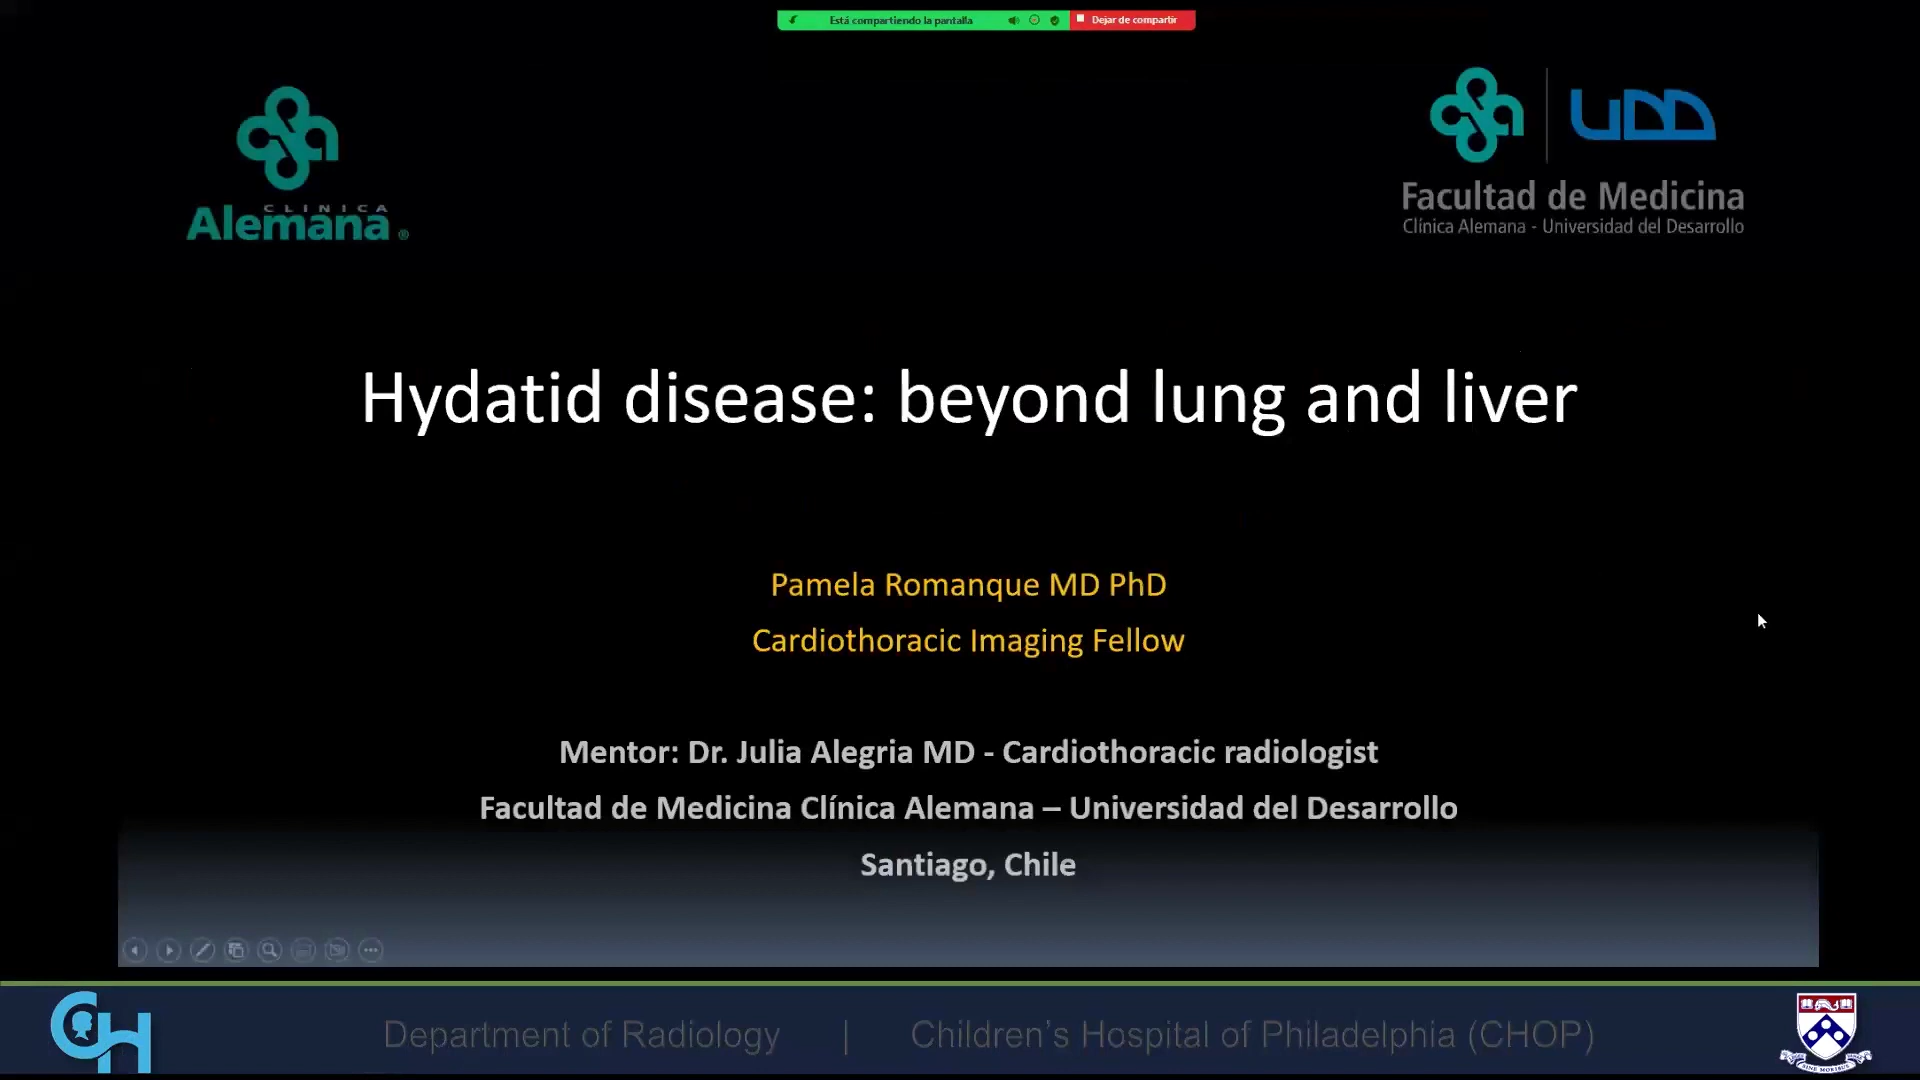 Está compartiendo la pantalla
Dejar de compartir
CLINICA
Alemana ®
UDD
Facultad de Medicina
Clínica Alemana - Universidad del Desarrollo
Hydatid disease: beyond lung and liver
Pamela Romanque MD PhD
Cardiothoracic Imaging Fellow
Mentor: Dr. Julia Alegria MD - Cardiothoracic radiologist
Facultad de Medicina Clínica Alemana – Universidad del Desarrollo
Santiago, Chile
CH
Department of Radiology | Children's Hospital of Philadelphia (CHOP)